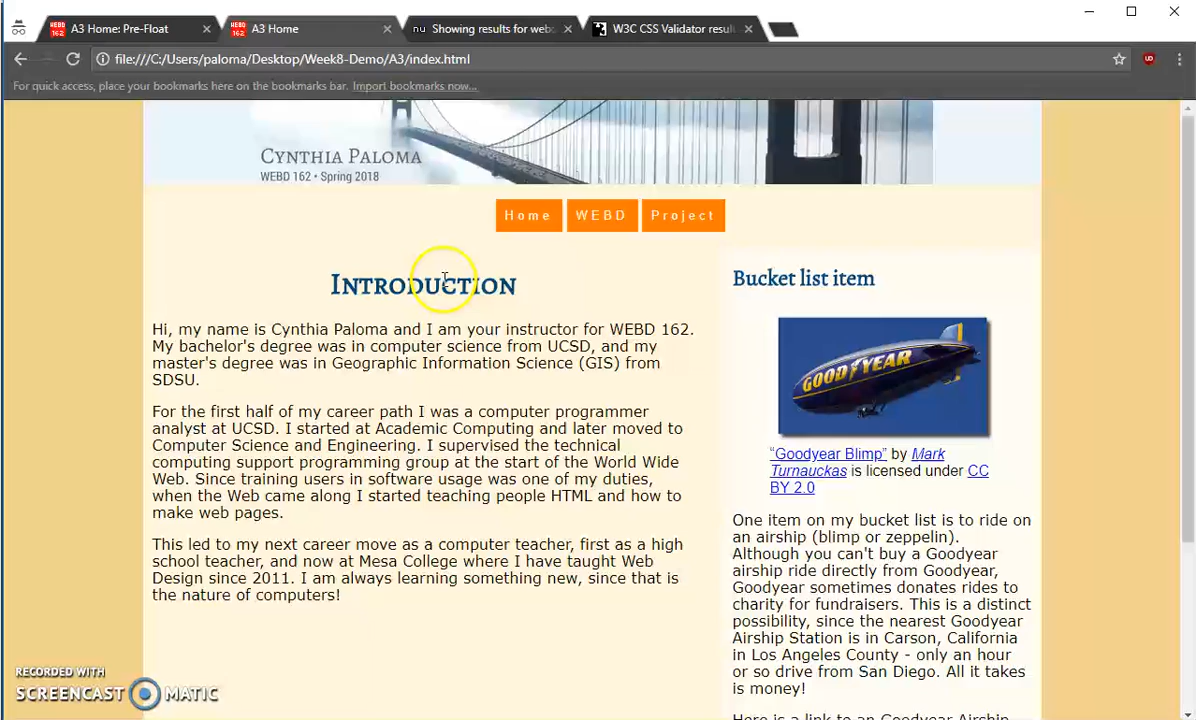 A3 Home: Pre-Float
A3 Home
Showing results for web
W3C CSS Validator resul
file:///C:/Users/paloma/Desktop/Week8-Demo/A3/index.html
For quick access, place your bookmarks here on the bookmarks bar. Import bookmarks now...
Cynthia Paloma
WEBD 162 • Spring 2018
Home WEBD Project
Introduction
Hi, my name is Cynthia Paloma and I am your instructor for WEBD 162.
My bachelor's degree was in computer science from UCSD, and my
master's degree was in Geographic Information Science (GIS) from
SDSU.
For the first half of my career path I was a computer programmer
analyst at UCSD. I started at Academic Computing and later moved to
Computer Science and Engineering. I supervised the technical
computing support programming group at the start of the World Wide
Web. Since training users in software usage was one of my duties,
when the Web came along I started teaching people HTML and how to
make web pages.
This led to my next career move as a computer teacher, first as a high
school teacher, and now at Mesa College where I have taught Web
Design since 2011. I am always learning something new, since that is
the nature of computers!
Bucket list item
GOODYEAR
“Goodyear Blimp” by Mark
Turnauckas is licensed under CC
BY 2.0
One item on my bucket list is to ride on
an airship (blimp or zeppelin).
Although you can't buy a Goodyear
airship ride directly from Goodyear,
Goodyear sometimes donates rides to
charity for fundraisers. This is a distinct
possibility, since the nearest Goodyear
Airship Station is in Carson, California
in Los Angeles County - only an hour
or so drive from San Diego. All it takes
is money!
Here is a link to an Goodyear Airship
RECORDED WITH
SCREENCAST MATIC